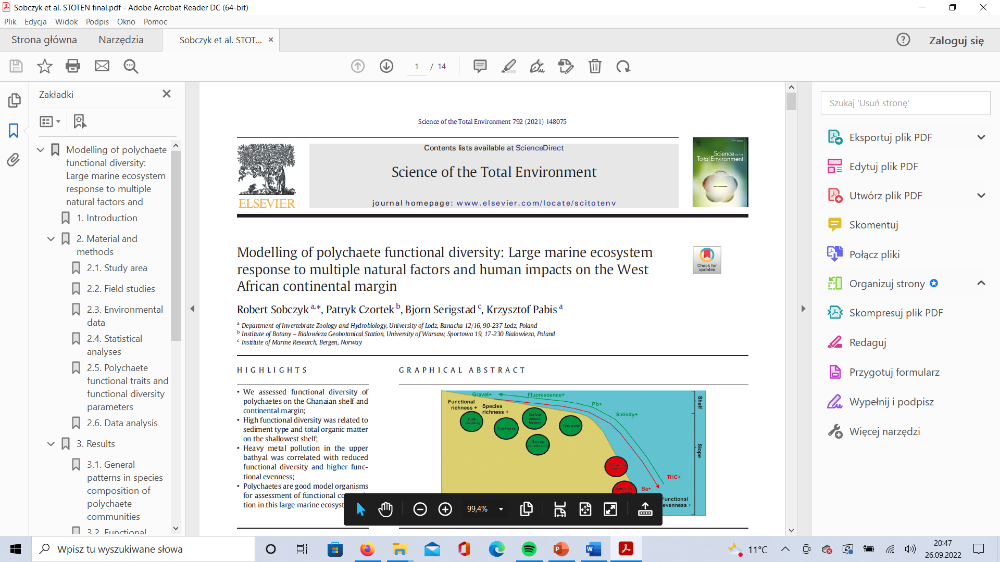 Sobczyk et al. STOTEN final.pdf - Adobe Acrobat Reader DC (64-bit)
Plik Edycja Widok Podpis Okno Pomoc
Strona główna Narzędzia Sobczyk et al. STOT... Zaloguj się
1 / 14
Zakładki
Modelling of polychaete
functional diversity:
Large marine ecosystem
response to multiple
natural factors and
1. Introduction
2. Material and
methods
2.1. Study area
2.2. Field studies
2.3. Environmental
data
2.4. Statistical
analyses
2.5. Polychaete
functional traits and
functional diversity
parameters
2.6. Data analysis
3. Results
3.1. General
patterns in species
composition of
polychaete
communities
3.2. Functional
Science of the Total Environment 792 (2021) 148075
ELSEVIER
Contents lists available at ScienceDirect
Science of the Total Environment
journal homepage: www.elsevier.com/locate/scitotenv
Science OF THE
Total Environment
Modelling of polychaete functional diversity: Large marine ecosystem
response to multiple natural factors and human impacts on the West
African continental margin
Check for
updates
Robert Sobczyk a,*, Patryk Czortek b, Bjorn Serigstad c, Krzysztof Pabis a
a Department of Invertebrate Zoology and Hydrobiology, University of Lodz, Banacha 12/16, 90-237 Lodz, Poland
b Institute of Botany – Bialowieza Geobotanical Station, University of Warsaw, Sportowa 19, 17-230 Bialowieza, Poland
c Institute of Marine Research, Bergen, Norway
HIGHLIGHTS
• We assessed functional diversity of
polychaetes on the Ghanaian shelf and
continental margin;
• High functional diversity was related to
sediment type and total organic matter
on the shallowest shelf;
• Heavy metal pollution in the upper
bathyal was correlated with reduced
functional diversity and higher func-
tional evenness;
• Polychaetes are good model organisms
for assessment of functional co
tion in this large marine ecosyst
GRAPHICAL ABSTRACT
Gravel+ Fluorescence+
Functional
richness +
Species
richness +
Pb+
Salinity+
Shelf
Slope
Tube
dwelling
Carnivores
Surface
deposit
feeders
Burrow
constructing
Fully motile
THC+
Ba+
Functional
evenness +
99,4%
Szukaj 'Usuń stronę'
Eksportuj plik PDF
Edytuj plik PDF
Utwórz plik PDF
Skomentuj
Połącz pliki
Organizuj strony
Skompresuj plik PDF
Redaguj
Przygotuj formularz
Wypełnij i podpisz
Więcej narzędzi
Wpisz tu wyszukiwane słowa
11°C
20:47
26.09.2022